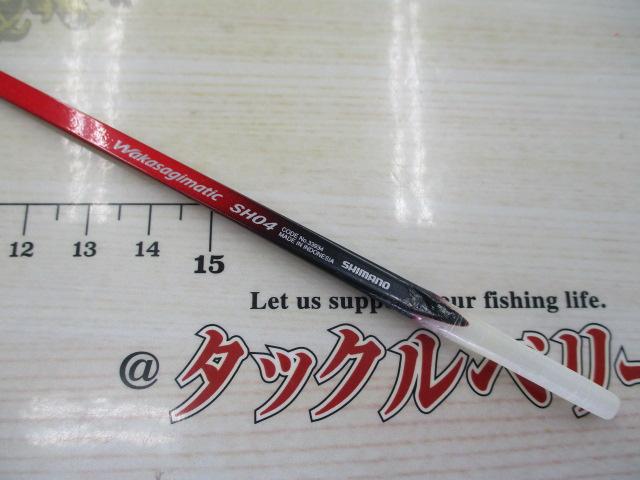 Wakasagimatic SH04
CODE No.33934
MADE IN INDONESIA
SHIMANO
12 13 14 15
Let us supp our fishing life.
@タックルベリー